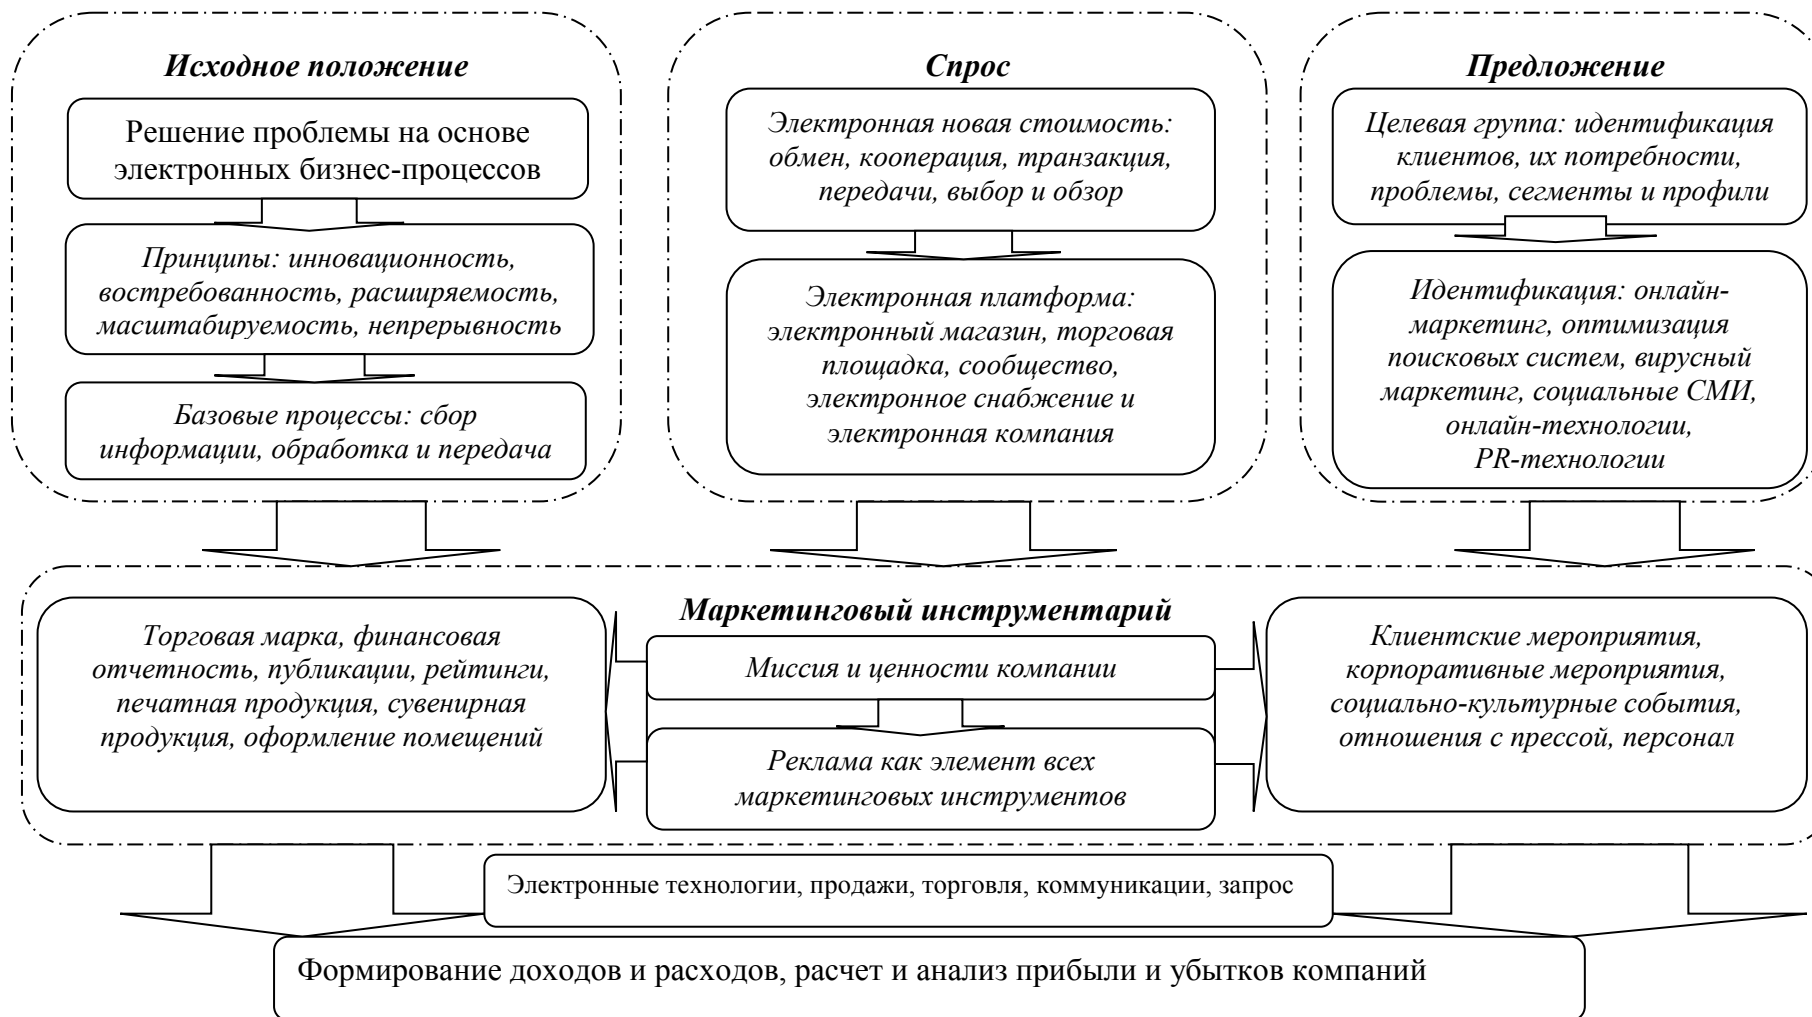 Исходное положение
Решение проблемы на основе
электронных бизнес-процессов
Принципы: инновационность,
востребованность, расширяемость,
масштабируемость, непрерывность
Базовые процессы: сбор
информации, обработка и передача
Спрос
Электронная новая стоимость:
обмен, кооперация, транзакция,
передачи, выбор и обзор
Электронная платформа:
электронный магазин, торговая
площадка, сообщество,
электронное снабжение и
электронная компания
Предложение
Целевая группа: идентификация
клиентов, их потребности,
проблемы, сегменты и профили
Идентификация: онлайн-
маркетинг, оптимизация
поисковых систем, вирусный
маркетинг, социальные СМИ,
онлайн-технологии,
PR-технологии
Маркетинговый инструментарий
Торговая марка, финансовая
отчетность, публикации, рейтинги,
печатная продукция, сувенирная
продукция, оформление помещений
Миссия и ценности компании
Реклама как элемент всех
маркетинговых инструментов
Клиентские мероприятия,
корпоративные мероприятия,
социально-культурные события,
отношения с прессой, персонал
Электронные технологии, продажи, торговля, коммуникации, запрос
Формирование доходов и расходов, расчет и анализ прибыли и убытков компаний